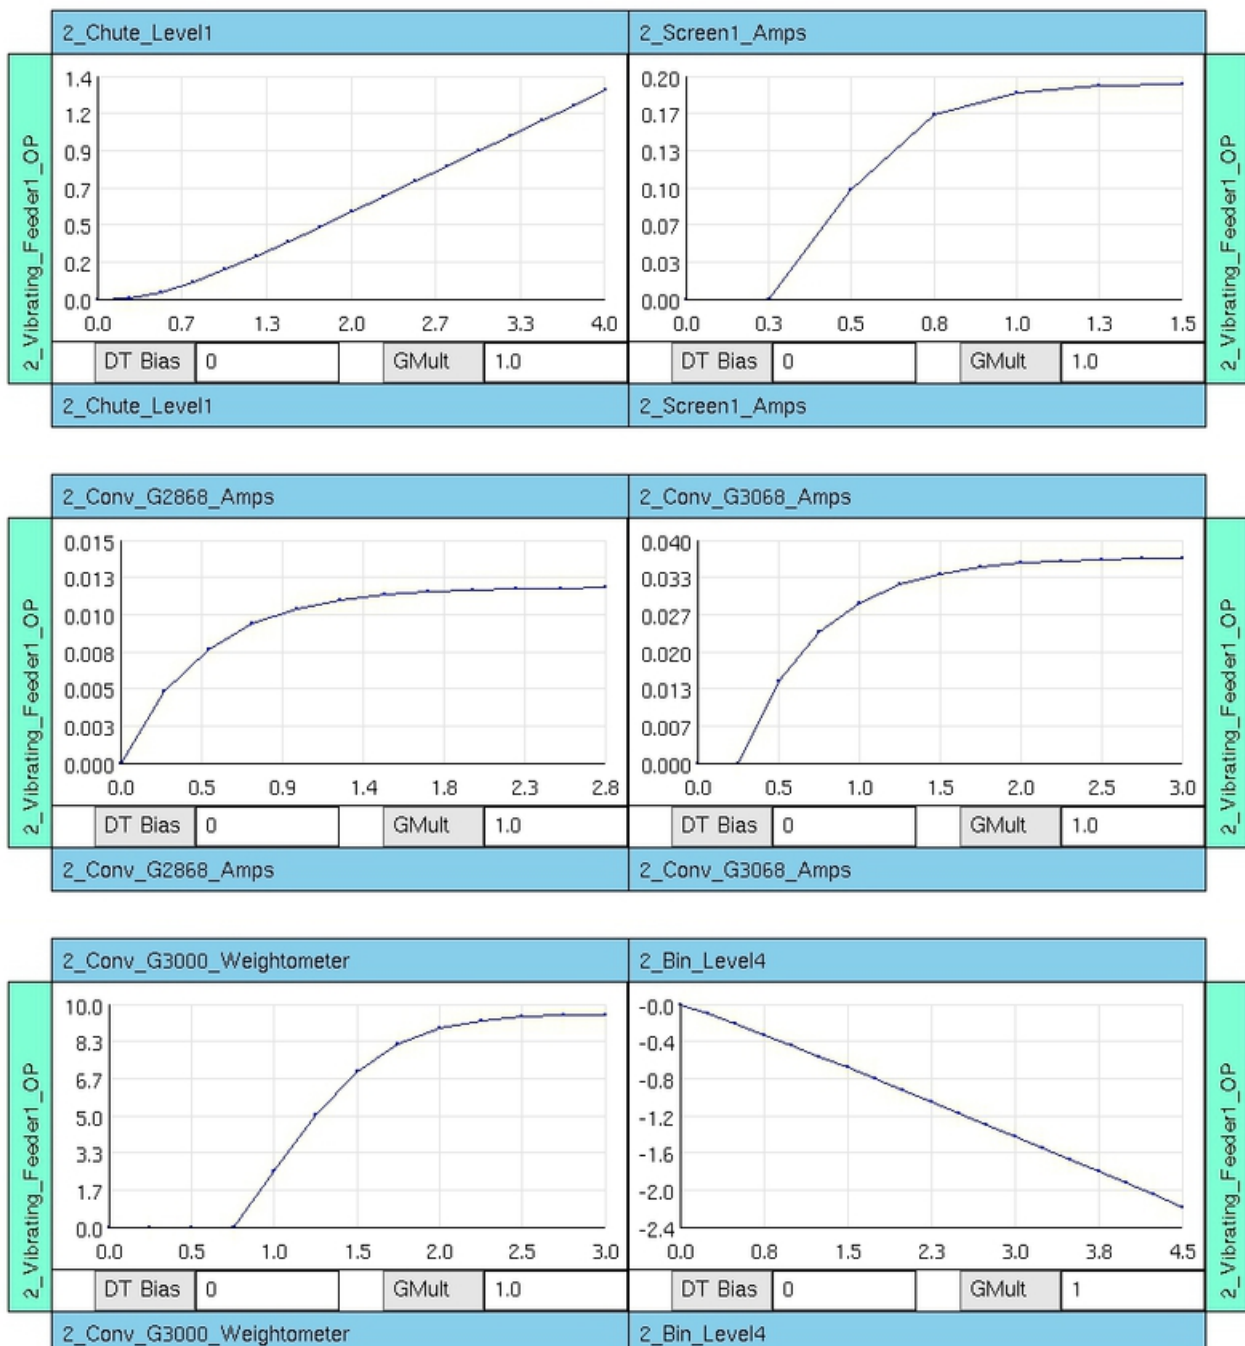 2_Chute_Level1
2_Screen1_Amps
2_Vibrating_Feeder1_OP
1.4
1.2
0.9
0.7
0.5
0.2
0.0
0.0 0.7 1.3 2.0 2.7 3.3 4.0
DT Bias 0 GMult 1.0
0.20
0.17
0.13
0.10
0.07
0.03
0.00
0.0 0.3 0.5 0.8 1.0 1.3 1.5
DT Bias 0 GMult 1.0
2_Vibrating_Feeder1_OP
2_Chute_Level1
2_Screen1_Amps
2_Conv_G2868_Amps
2_Conv_G3068_Amps
2_Vibrating_Feeder1_OP
0.015
0.013
0.010
0.008
0.005
0.003
0.000
0.0 0.5 0.9 1.4 1.8 2.3 2.8
DT Bias 0 GMult 1.0
0.040
0.033
0.027
0.020
0.013
0.007
0.000
0.0 0.5 1.0 1.5 2.0 2.5 3.0
DT Bias 0 GMult 1.0
2_Vibrating_Feeder1_OP
2_Conv_G2868_Amps
2_Conv_G3068_Amps
2_Conv_G3000_Weightometer
2_Bin_Level4
2_Vibrating_Feeder1_OP
10.0
8.3
6.7
5.0
3.3
1.7
0.0
0.0 0.5 1.0 1.5 2.0 2.5 3.0
DT Bias 0 GMult 1.0
-0.0
-0.4
-0.8
-1.2
-1.6
-2.0
-2.4
0.0 0.8 1.5 2.3 3.0 3.8 4.5
DT Bias 0 GMult 1
2_Vibrating_Feeder1_OP
2_Conv_G3000_Weightometer
2_Bin_Level4